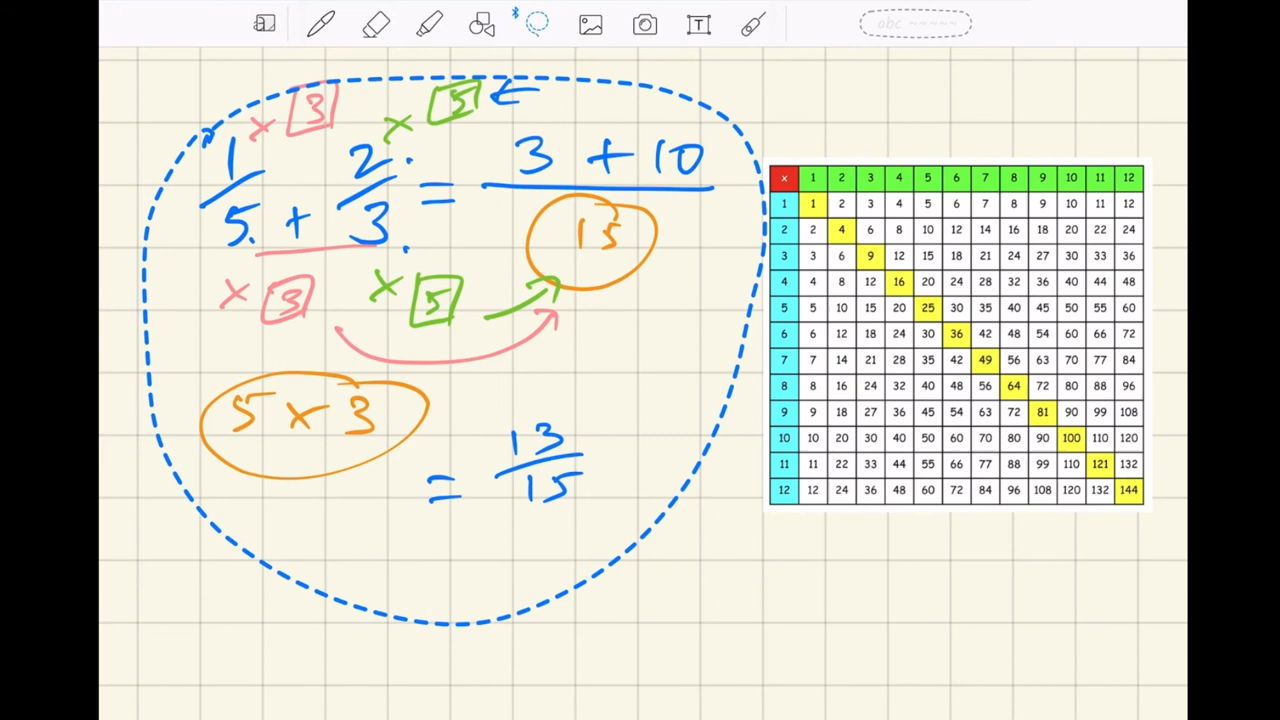 abc
× 3 × 5
1/5 + 2/3 = 3 + 10
15
× 3 × 5
5 × 3
= 13/15
x 1 2 3 4 5 6 7 8 9 10 11 12
1 1 2 3 4 5 6 7 8 9 10 11 12
2 2 4 6 8 10 12 14 16 18 20 22 24
3 3 6 9 12 15 18 21 24 27 30 33 36
4 4 8 12 16 20 24 28 32 36 40 44 48
5 5 10 15 20 25 30 35 40 45 50 55 60
6 6 12 18 24 30 36 42 48 54 60 66 72
7 7 14 21 28 35 42 49 56 63 70 77 84
8 8 16 24 32 40 48 56 64 72 80 88 96
9 9 18 27 36 45 54 63 72 81 90 99 108
10 10 20 30 40 50 60 70 80 90 100 110 120
11 11 22 33 44 55 66 77 88 99 110 121 132
12 12 24 36 48 60 72 84 96 108 120 132 144